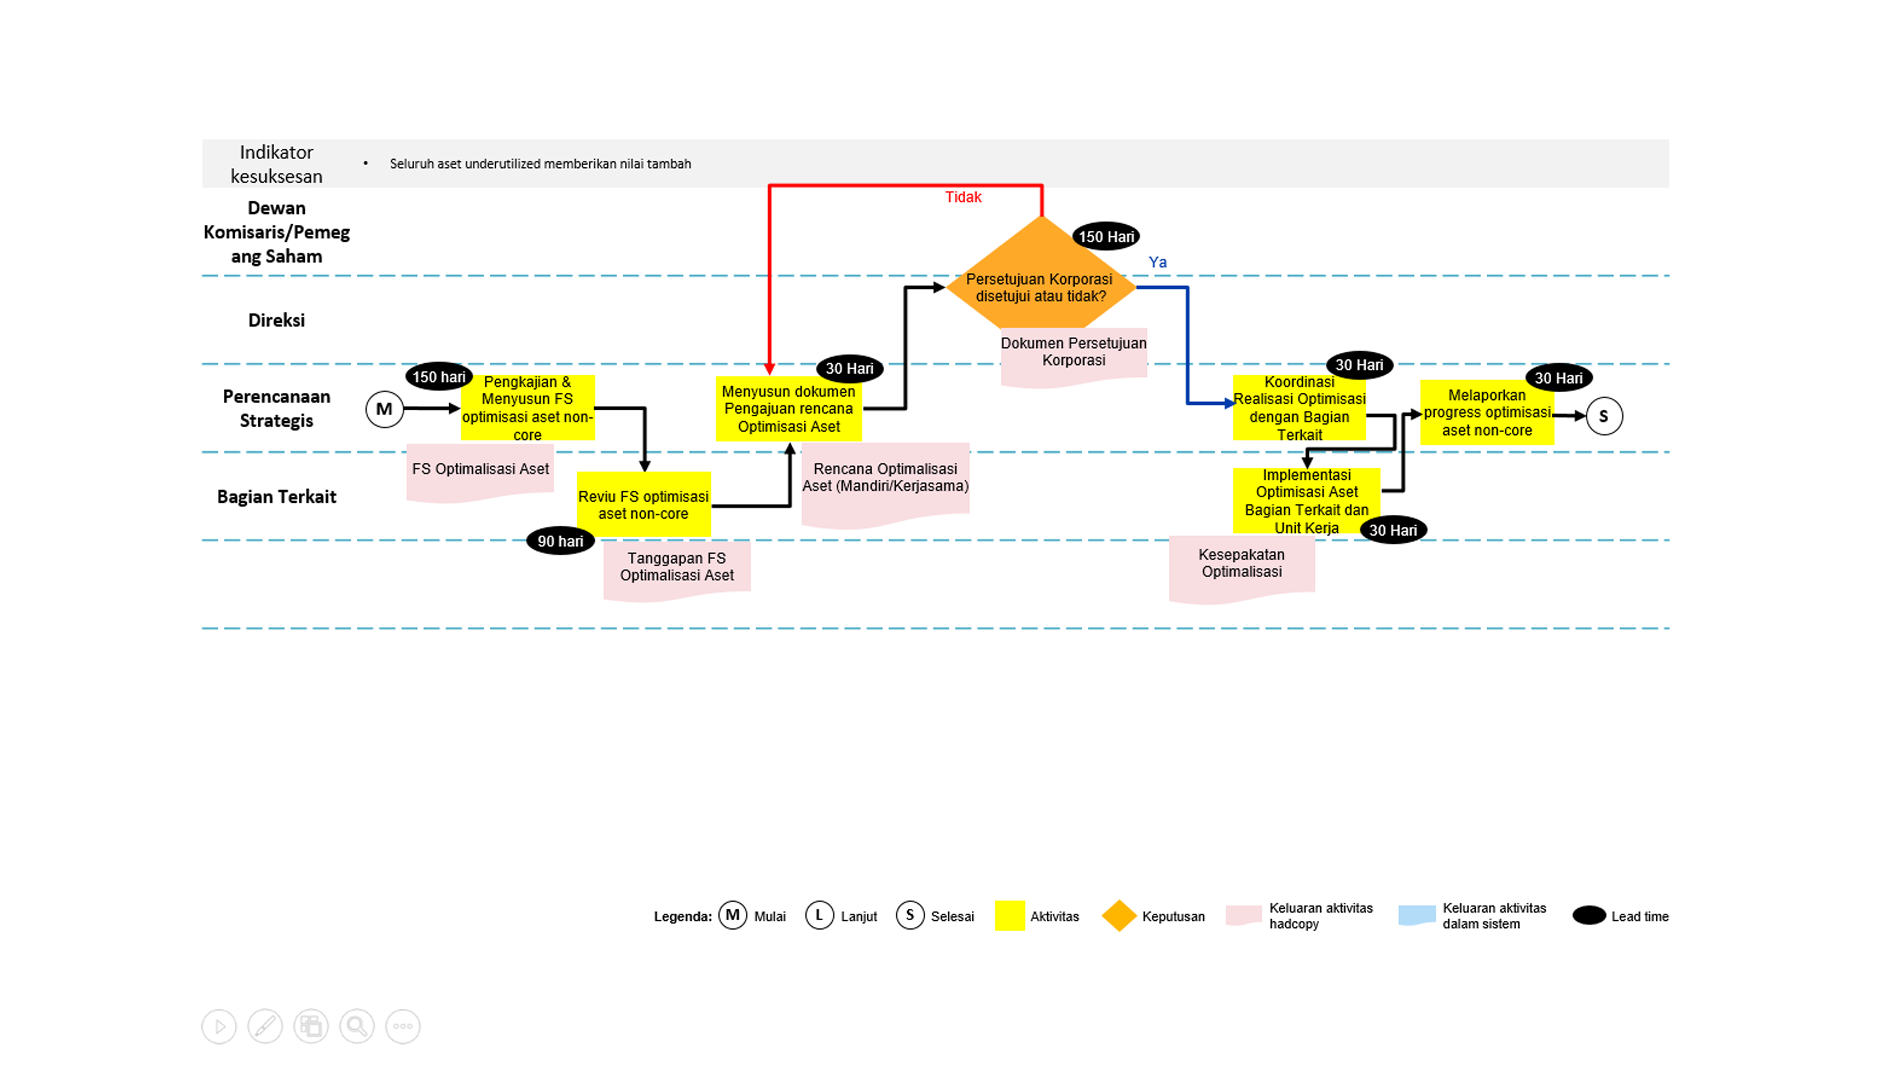 Indikator
kesuksesan
• Seluruh aset underutilized memberikan nilai tambah
Dewan
Komisaris/Pemeg
ang Saham
Tidak
150 Hari
Ya
Persetujuan Korporasi
disetujui atau tidak?
Direksi
Dokumen Persetujuan
Korporasi
Perencanaan
Strategis
M
150 hari
Pengkajian &
Menyusun FS
optimisasi aset non-
core
FS Optimalisasi Aset
30 Hari
Menyusun dokumen
Pengajuan rencana
Optimisasi Aset
Rencana Optimalisasi
Aset (Mandiri/Kerjasama)
30 Hari
Koordinasi
Realisasi Optimisasi
dengan Bagian
Terkait
30 Hari
Melaporkan
progress optimisasi
aset non-core
S
Bagian Terkait
Reviu FS optimisasi
aset non-core
90 hari
Tanggapan FS
Optimalisasi Aset
Implementasi
Optimisasi Aset
Bagian Terkait dan
Unit Kerja
30 Hari
Kesepakatan
Optimalisasi
Legenda:
M Mulai
L Lanjut
S Selesai
Aktivitas
Keputusan
Keluaran aktivitas
hadcopy
Keluaran aktivitas
dalam sistem
Lead time